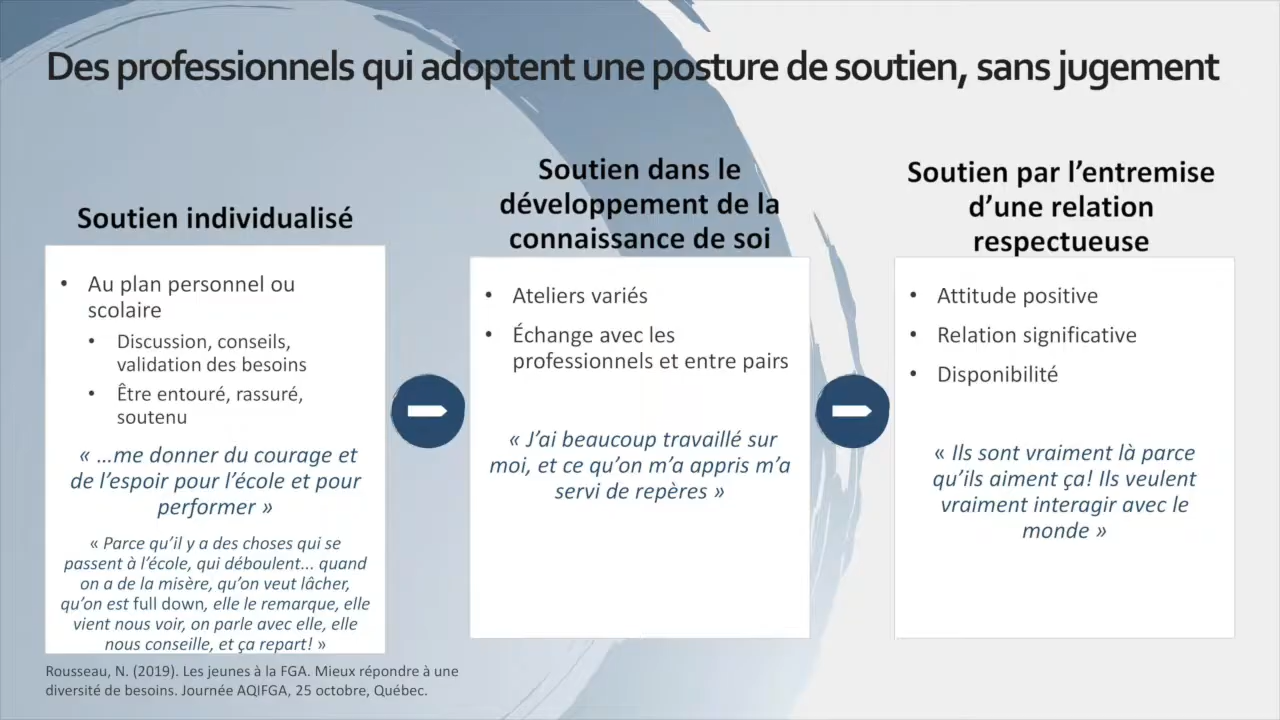 Des professionnels qui adoptent une posture de soutien, sans jugement
Soutien individualisé
• Au plan personnel ou
scolaire
• Discussion, conseils,
validation des besoins
• Être entouré, rassuré,
soutenu
« ...me donner du courage et
de l’espoir pour l’école et pour
performer »
« Parce qu’il y a des choses qui se
passent à l’école, qui déboulent... quand
on a de la misère, qu’on veut lâcher,
qu’on est full down, elle le remarque, elle
vient nous voir, on parle avec elle, elle
nous conseille, et ça repart! »
Soutien dans le
développement de la
connaissance de soi
• Ateliers variés
• Échange avec les
professionnels et entre pairs
« J’ai beaucoup travaillé sur
moi, et ce qu’on m’a appris m’a
servi de repères »
Soutien par l’entremise
d’une relation
respectueuse
• Attitude positive
• Relation significative
• Disponibilité
« Ils sont vraiment là parce
qu’ils aiment ça! Ils veulent
vraiment interagir avec le
monde »
Rousseau, N. (2019). Les jeunes à la FGA. Mieux répondre à une
diversité de besoins. Journée AQIFGA, 25 octobre, Québec.